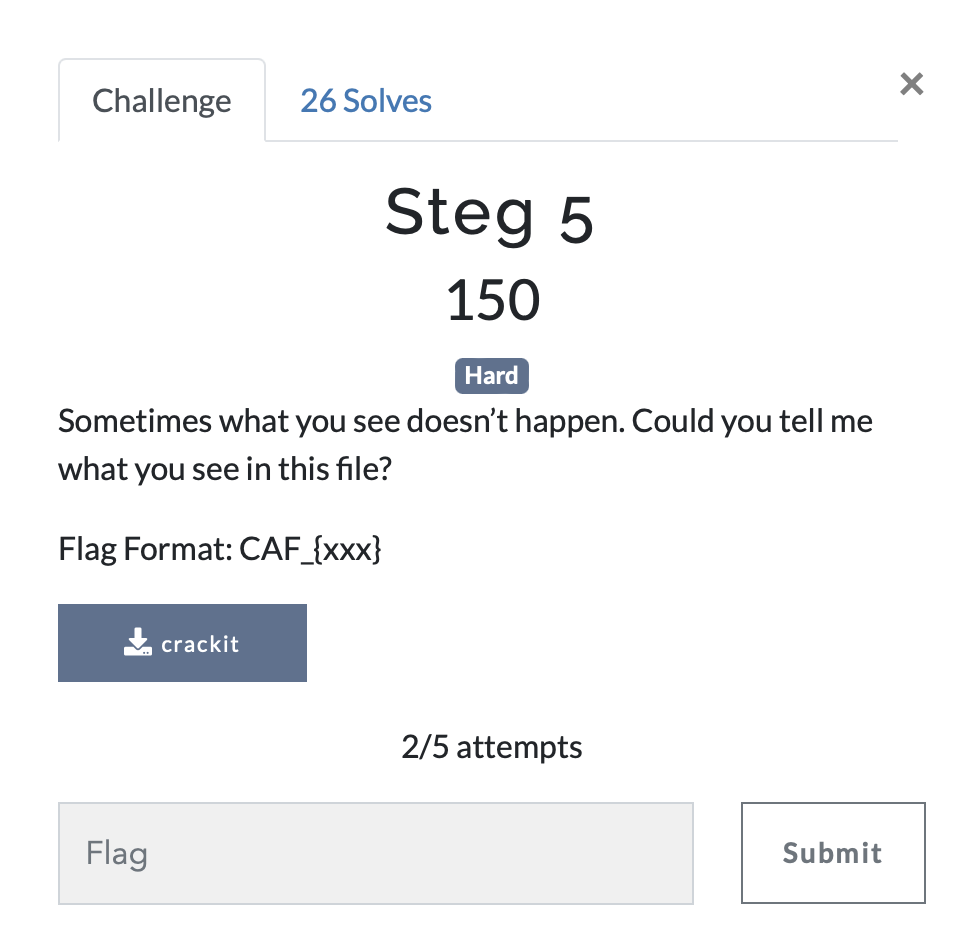 Challenge
26 Solves
×
Steg 5
150
Hard
Sometimes what you see doesn’t happen. Could you tell me
what you see in this file?
Flag Format: CAF_{xxx}
crackit
2/5 attempts
Flag
Submit